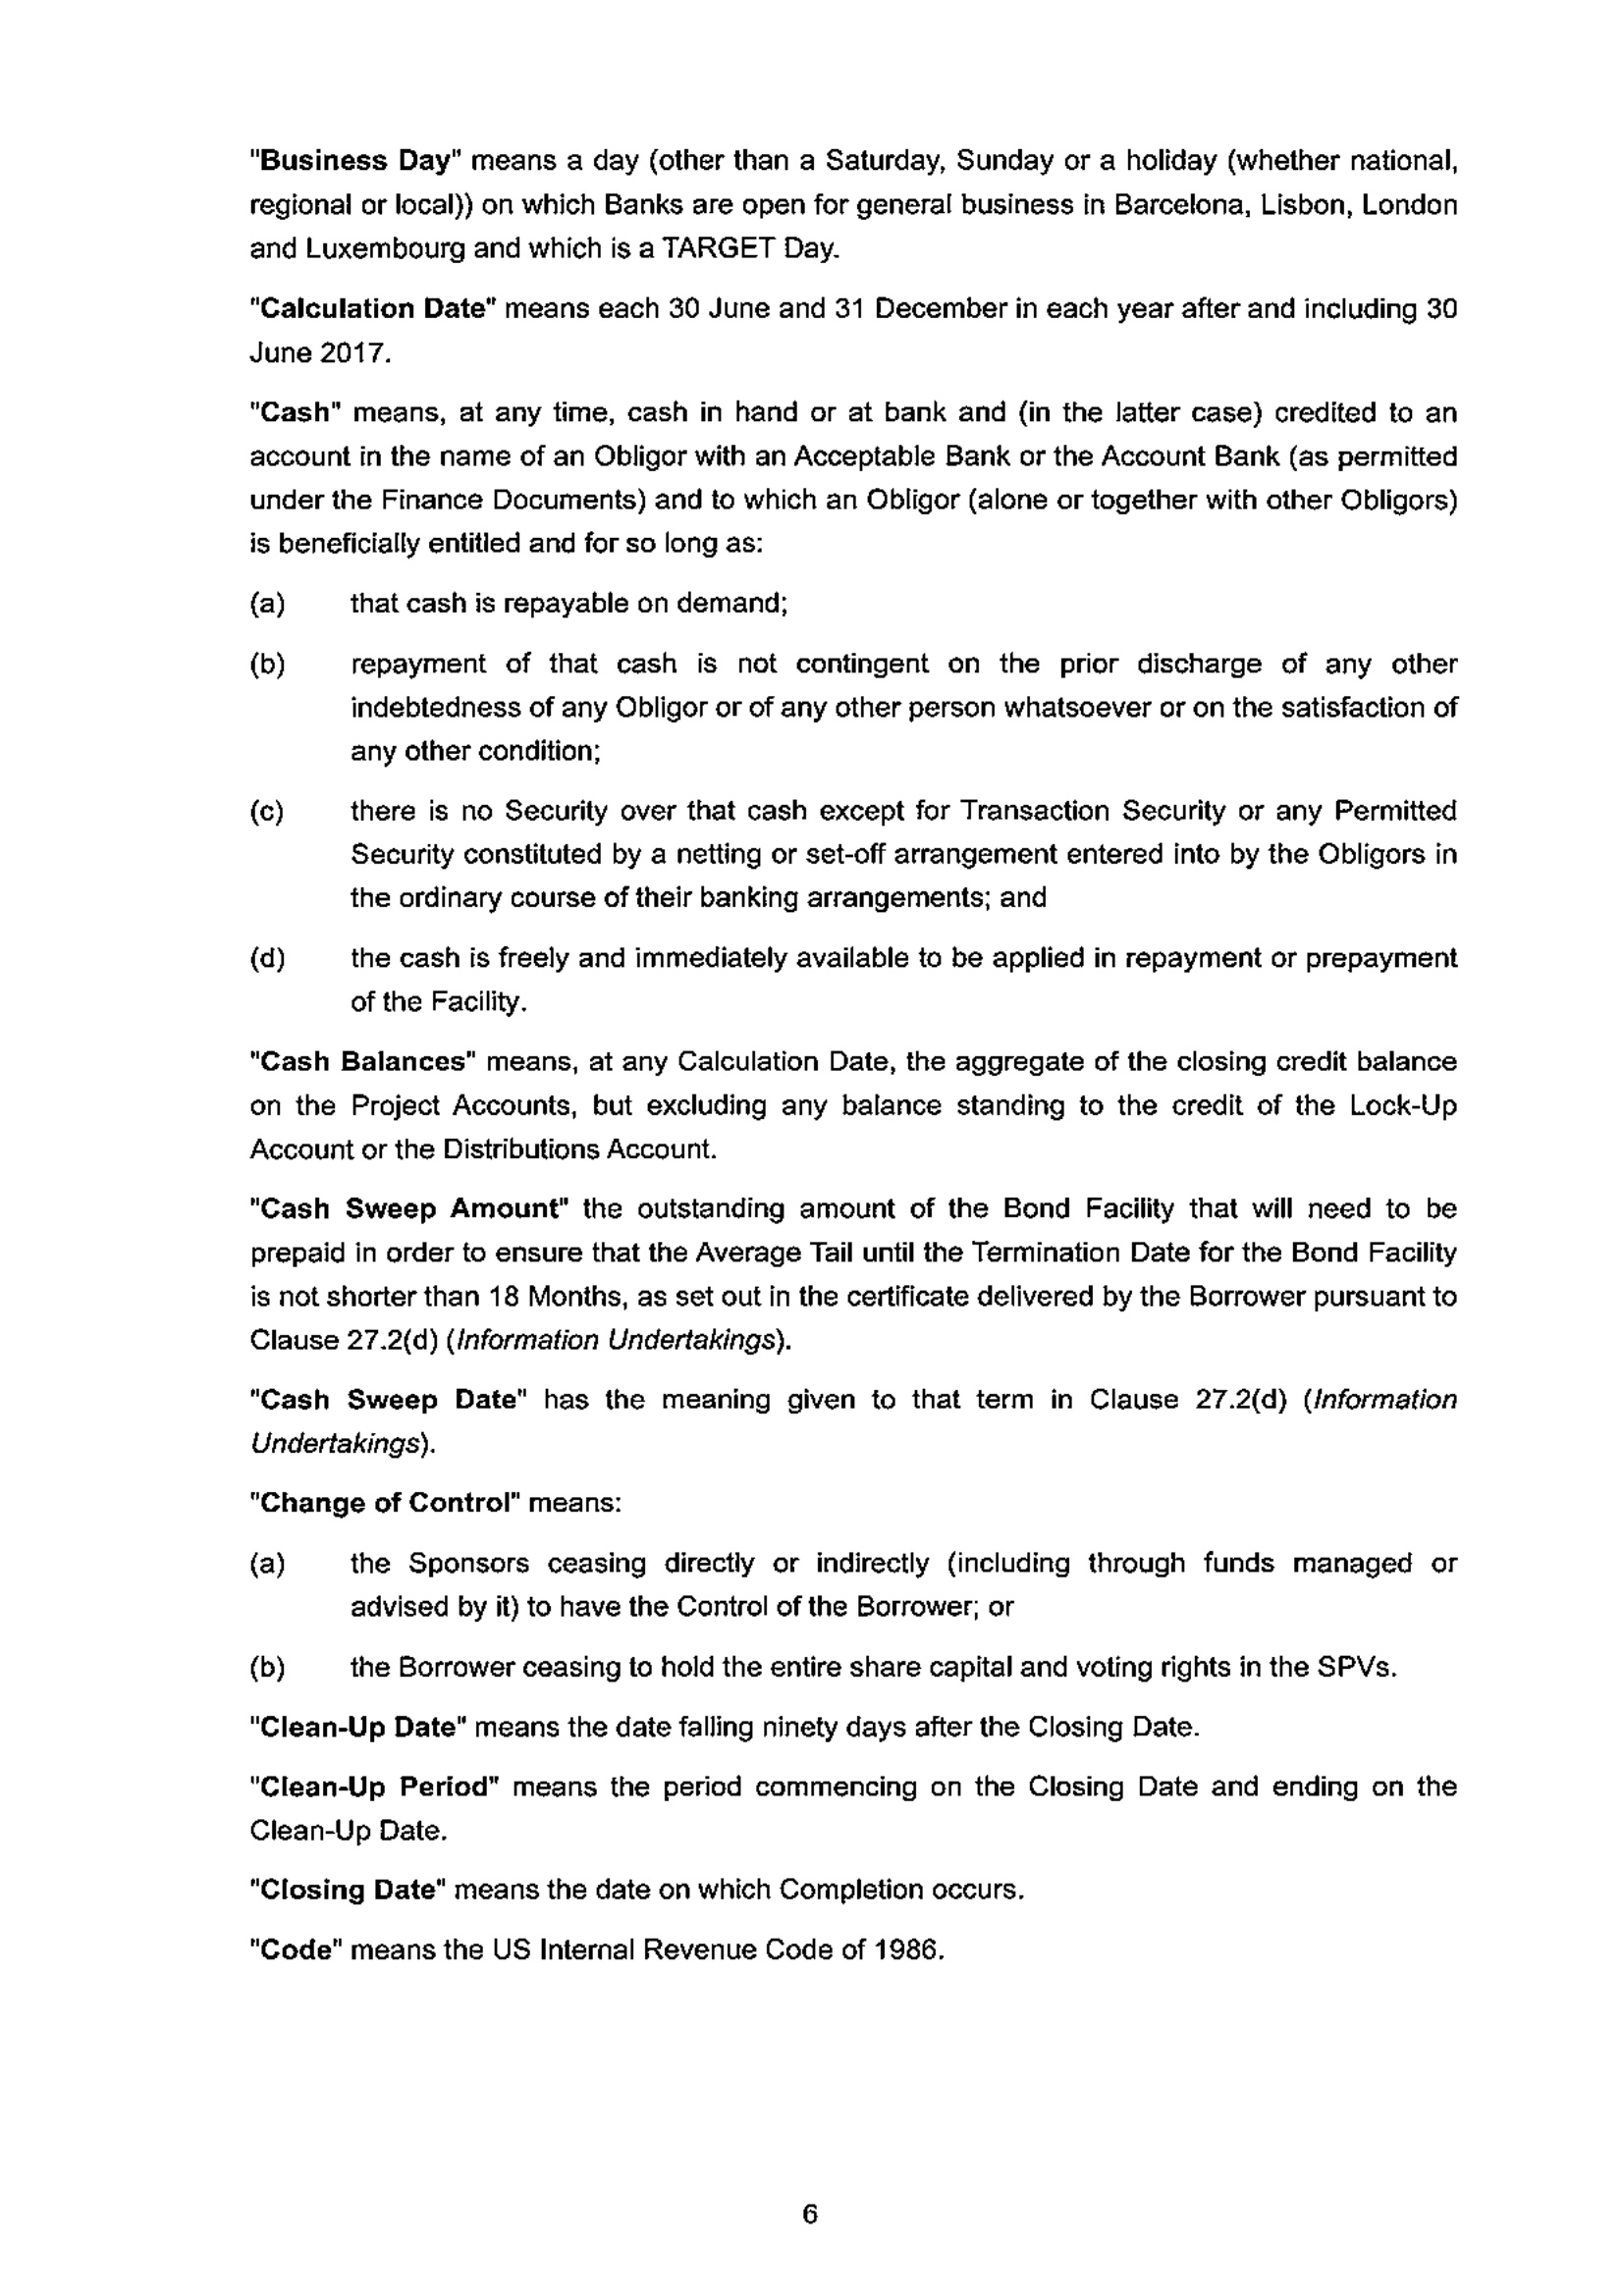 "Business Day" means a day (other than a Saturday, Sunday or a holiday (whether national,
regional or local)) on which Banks are open for general business in Barcelona, Lisbon, London
and Luxembourg and which is a TARGET Day.
"Calculation Date" means each 30 June and 31 December in each year after and including 30
June 2017.
"Cash" means, at any time, cash in hand or at bank and (in the latter case) credited to an
account in the name of an Obligor with an Acceptable Bank or the Account Bank (as permitted
under the Finance Documents) and to which an Obligor (alone or together with other Obligors)
is beneficially entitled and for so long as:
(a) that cash is repayable on demand;
(b) repayment of that cash is not contingent on the prior discharge of any other
indebtedness of any Obligor or of any other person whatsoever or on the satisfaction of
any other condition;
(c) there is no Security over that cash except for Transaction Security or any Permitted
Security constituted by a netting or set-off arrangement entered into by the Obligors in
the ordinary course of their banking arrangements; and
(d) the cash is freely and immediately available to be applied in repayment or prepayment
of the Facility.
"Cash Balances" means, at any Calculation Date, the aggregate of the closing credit balance
on the Project Accounts, but excluding any balance standing to the credit of the Lock-Up
Account or the Distributions Account.
"Cash Sweep Amount" the outstanding amount of the Bond Facility that will need to be
prepaid in order to ensure that the Average Tail until the Termination Date for the Bond Facility
is not shorter than 18 Months, as set out in the certificate delivered by the Borrower pursuant to
Clause 27.2(d) (Information Undertakings).
"Cash Sweep Date" has the meaning given to that term in Clause 27.2(d) (Information
Undertakings).
"Change of Control" means:
(a) the Sponsors ceasing directly or indirectly (including through funds managed or
advised by it) to have the Control of the Borrower; or
(b) the Borrower ceasing to hold the entire share capital and voting rights in the SPVs.
"Clean-Up Date" means the date falling ninety days after the Closing Date.
"Clean-Up Period" means the period commencing on the Closing Date and ending on the
Clean-Up Date.
"Closing Date" means the date on which Completion occurs.
"Code" means the US Internal Revenue Code of 1986.
6